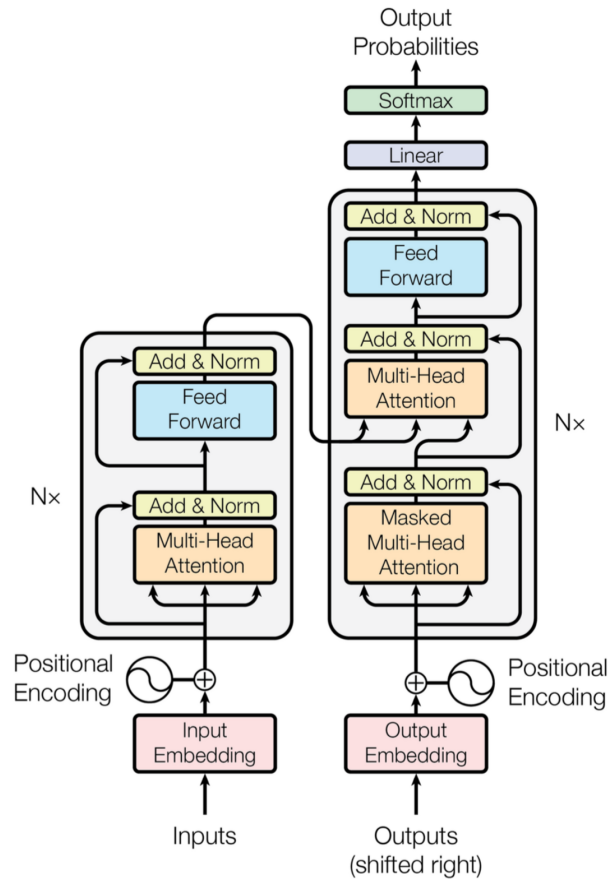 Output
Probabilities
Softmax
Linear
Add & Norm
Feed
Forward
Add & Norm
Multi-Head
Attention
Add & Norm
Masked
Multi-Head
Attention
N×
Add & Norm
Feed
Forward
Add & Norm
Multi-Head
Attention
N×
Positional
Encoding
Positional
Encoding
Input
Embedding
Output
Embedding
Inputs
Outputs
(shifted right)